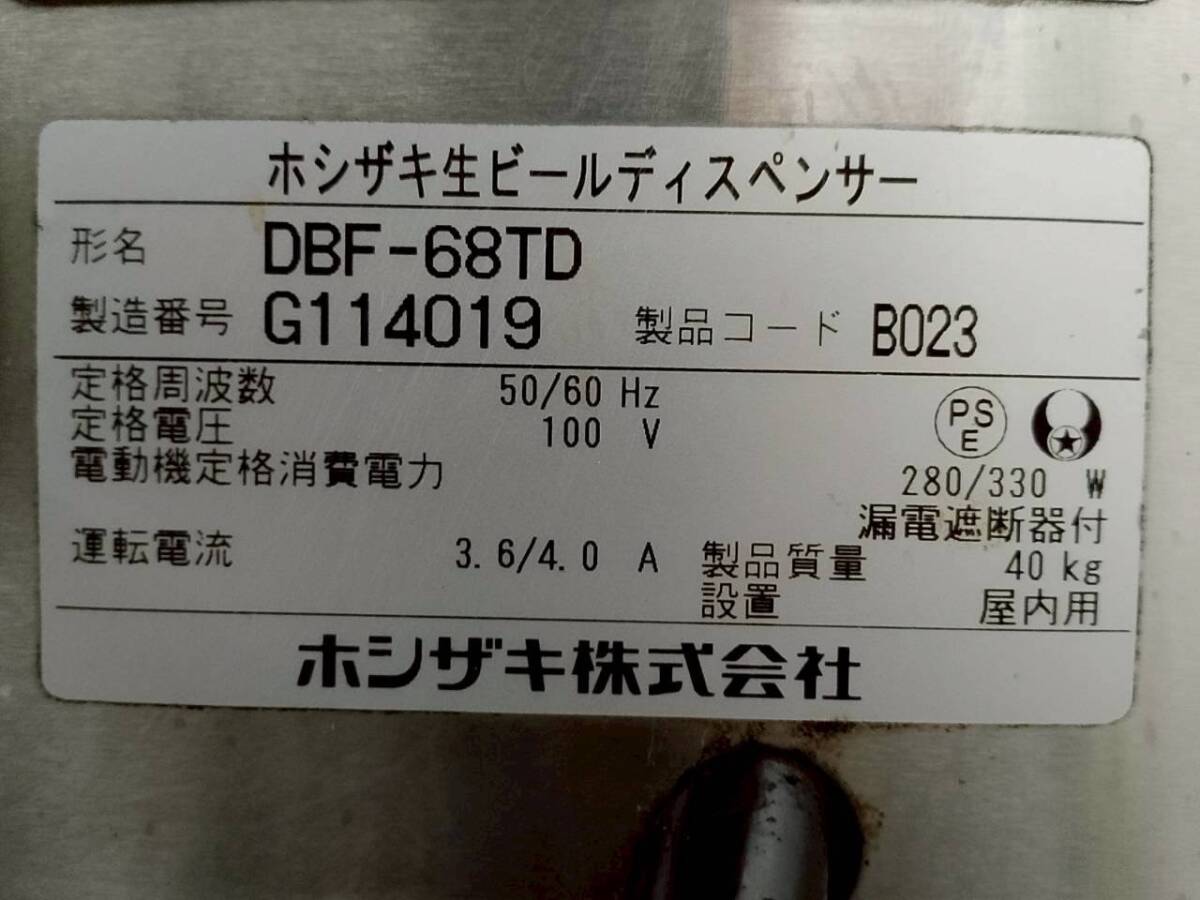 ホシザキ生ビールディスペンサー
形名 DBF-68TD
製造番号 G114019 製品コード B023
定格周波数 50/60 Hz
定格電圧 100 V
PS
E
電動機定格消費電力 280/330 W
漏電遮断器付
運転電流 3.6/4.0 A 製品質量 40 kg
設置 屋内用
ホシザキ株式会社